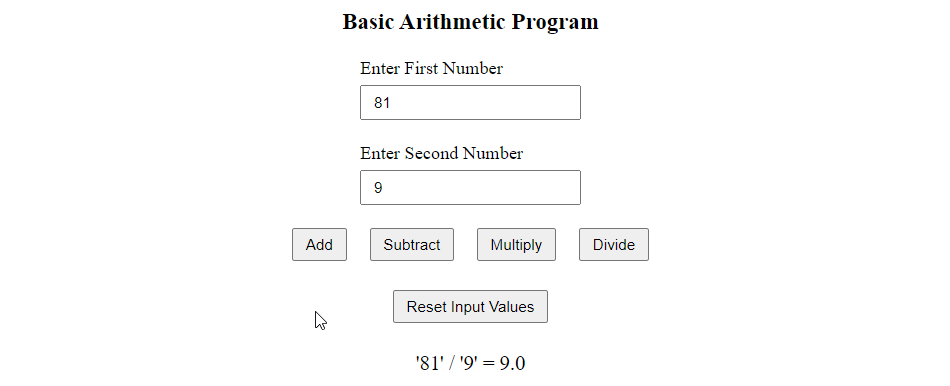 Basic Arithmetic Program
Enter First Number
81
Enter Second Number
9
Add Subtract Multiply Divide
Reset Input Values
'81' / '9' = 9.0